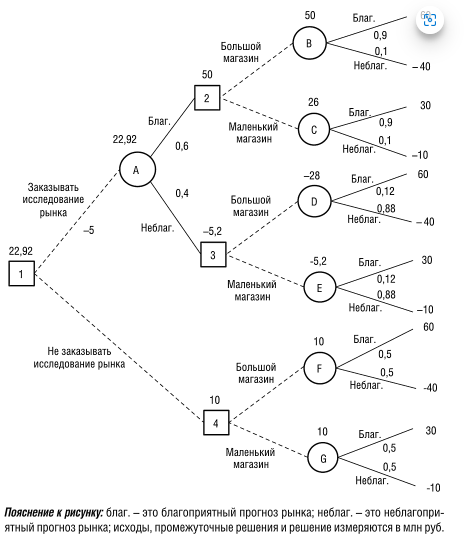 50
Благ.
Большой
магазин
B
0,9
0,1
Неблаг.
–40
50
2
26
Благ.
30
Маленький
магазин
C
0,9
0,1
Неблаг.
–10
22,92
Благ.
0,6
A
Заказывать
исследование
рынка
–5
0,4
Неблаг.
–28
Благ.
60
Большой
магазин
D
0,12
0,88
Неблаг.
–40
–5,2
3
-5,2
Благ.
30
Маленький
магазин
E
0,12
0,88
Неблаг.
–10
22,92
1
Не заказывать
исследование рынка
10
Благ.
60
Большой
магазин
F
0,5
0,5
Неблаг.
-40
10
4
10
Благ.
30
Маленький
магазин
G
0,5
0,5
Неблаг.
-10
Пояснение к рисунку: благ. – это благоприятный прогноз рынка; неблаг. – это неблагопри-
ятный прогноз рынка; исходы, промежуточные решения и решение измеряются в млн руб.